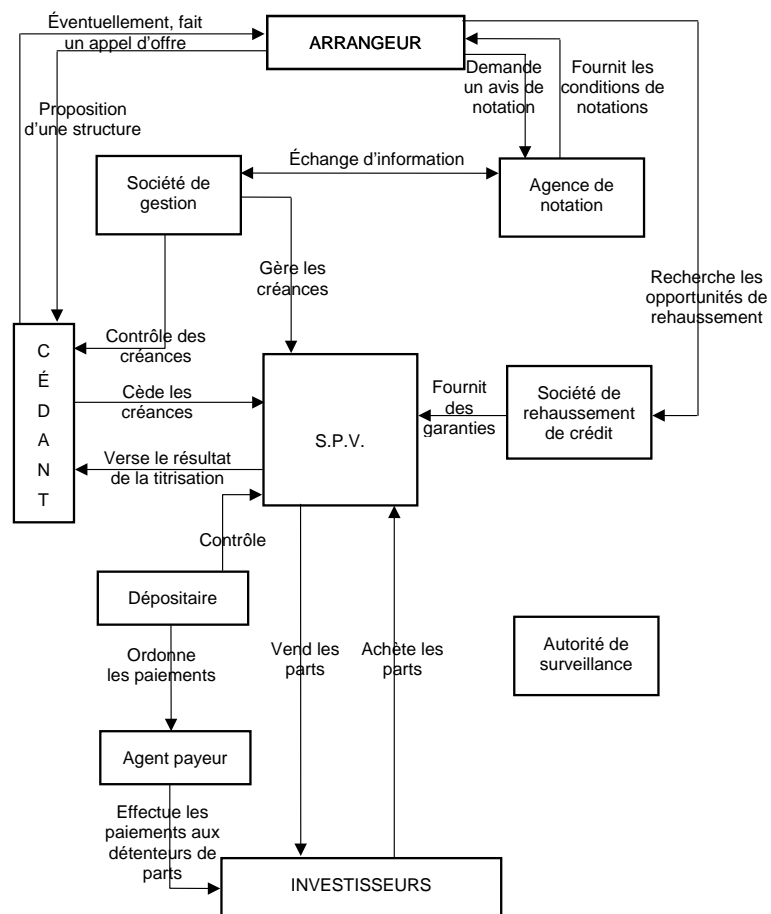 Éventuellement, fait
un appel d'offre
ARRANGEUR
Demande
un avis de
notation
Fournit les
conditions de
notations
Proposition
d'une structure
Échange d'information
Société de
gestion
Agence de
notation
Gère les
créances
Recherche les
opportunités de
rehaussement
Contrôle des
créances
C
É
D
A
N
T
Cède les
créances
S.P.V.
Fournit
des
garanties
Société de
rehaussement
de crédit
Verse le résultat
de la titrisation
Contrôle
Dépositaire
Ordonne
les paiements
Vend les
parts
Achète les
parts
Autorité de
surveillance
Agent payeur
Effectue les
paiements aux
détenteurs de
parts
INVESTISSEURS